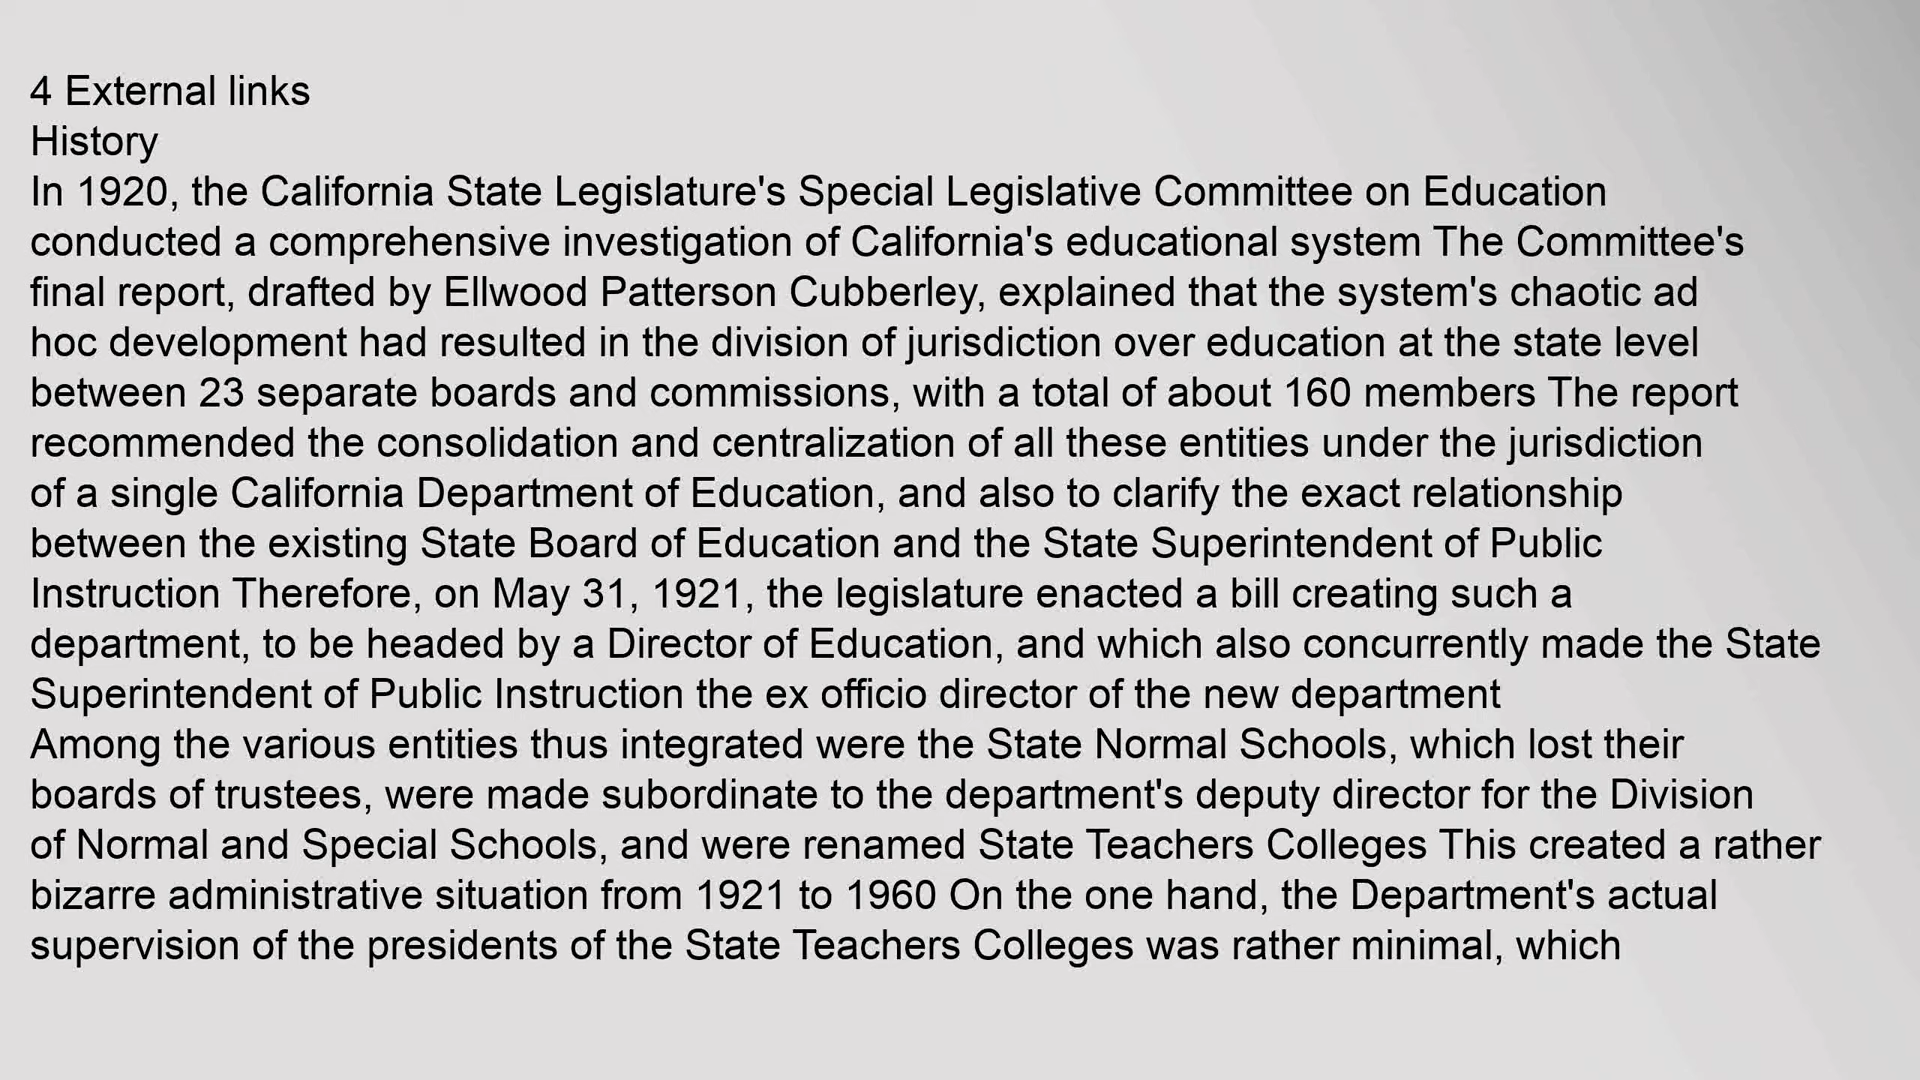 4 External links
History
In 1920, the California State Legislature's Special Legislative Committee on Education
conducted a comprehensive investigation of California's educational system The Committee's
final report, drafted by Ellwood Patterson Cubberley, explained that the system's chaotic ad
hoc development had resulted in the division of jurisdiction over education at the state level
between 23 separate boards and commissions, with a total of about 160 members The report
recommended the consolidation and centralization of all these entities under the jurisdiction
of a single California Department of Education, and also to clarify the exact relationship
between the existing State Board of Education and the State Superintendent of Public
Instruction Therefore, on May 31, 1921, the legislature enacted a bill creating such a
department, to be headed by a Director of Education, and which also concurrently made the State
Superintendent of Public Instruction the ex officio director of the new department
Among the various entities thus integrated were the State Normal Schools, which lost their
boards of trustees, were made subordinate to the department's deputy director for the Division
of Normal and Special Schools, and were renamed State Teachers Colleges This created a rather
bizarre administrative situation from 1921 to 1960 On the one hand, the Department's actual
supervision of the presidents of the State Teachers Colleges was rather minimal, which